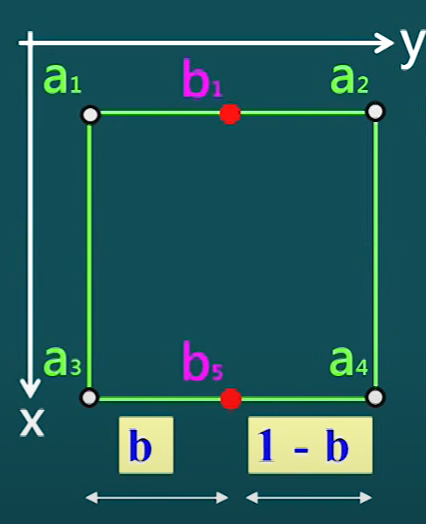 y
a₁ b₁ a₂
a₃ b₅ a₄
x
b 1 - b